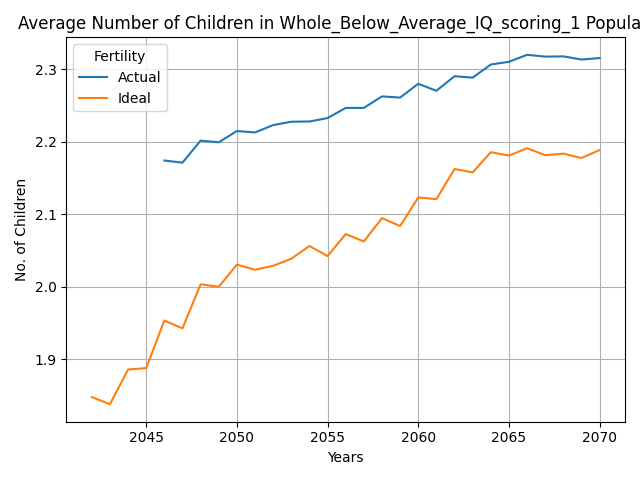 Average Number of Children in Whole_Below_Average_IQ_scoring_1 Popula
Fertility
Actual
Ideal
2.3
2.2
2.1
2.0
1.9
No. of Children
2045 2050 2055 2060 2065 2070
Years